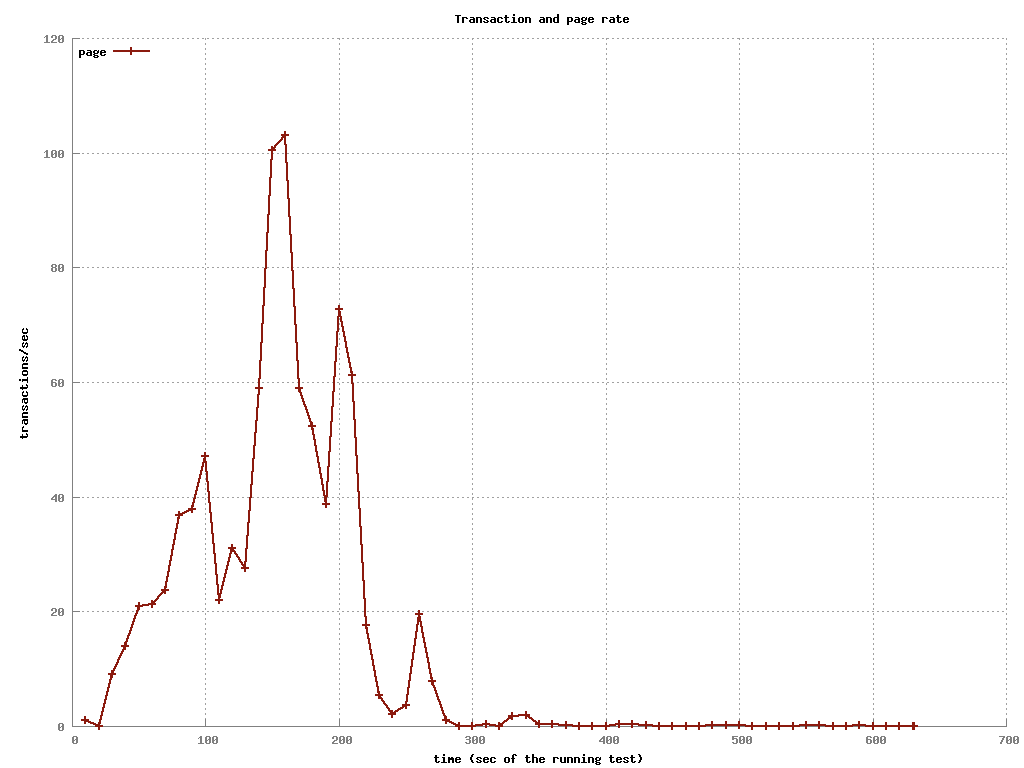 Transaction and page rate
120
page
100
80
60
40
20
0
transactions/sec
0 100 200 300 400 500 600 700
time (sec of the running test)